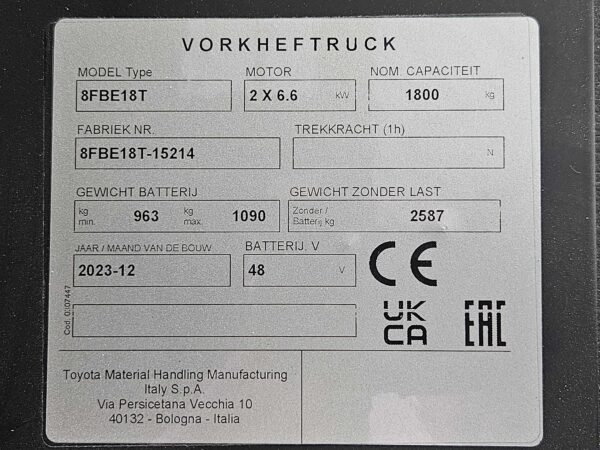 VORKHEFTRUCK
MODEL Type MOTOR NOM. CAPACITEIT
8FBE18T 2 X 6.6 kW 1800 kg
FABRIEK NR. TREKKRACHT (1h)
8FBE18T-15214 N
GEWICHT BATTERIJ GEWICHT ZONDER LAST
kg min. 963 kg max. 1090 Zonder / Batterij kg 2587
JAAR / MAAND VAN DE BOUW BATTERIJ. V
2023-12 48 V
CE
UK
CA
EAC
Cod. 0107447
Toyota Material Handling Manufacturing
Italy S.p.A.
Via Persicetana Vecchia 10
40132 - Bologna - Italia